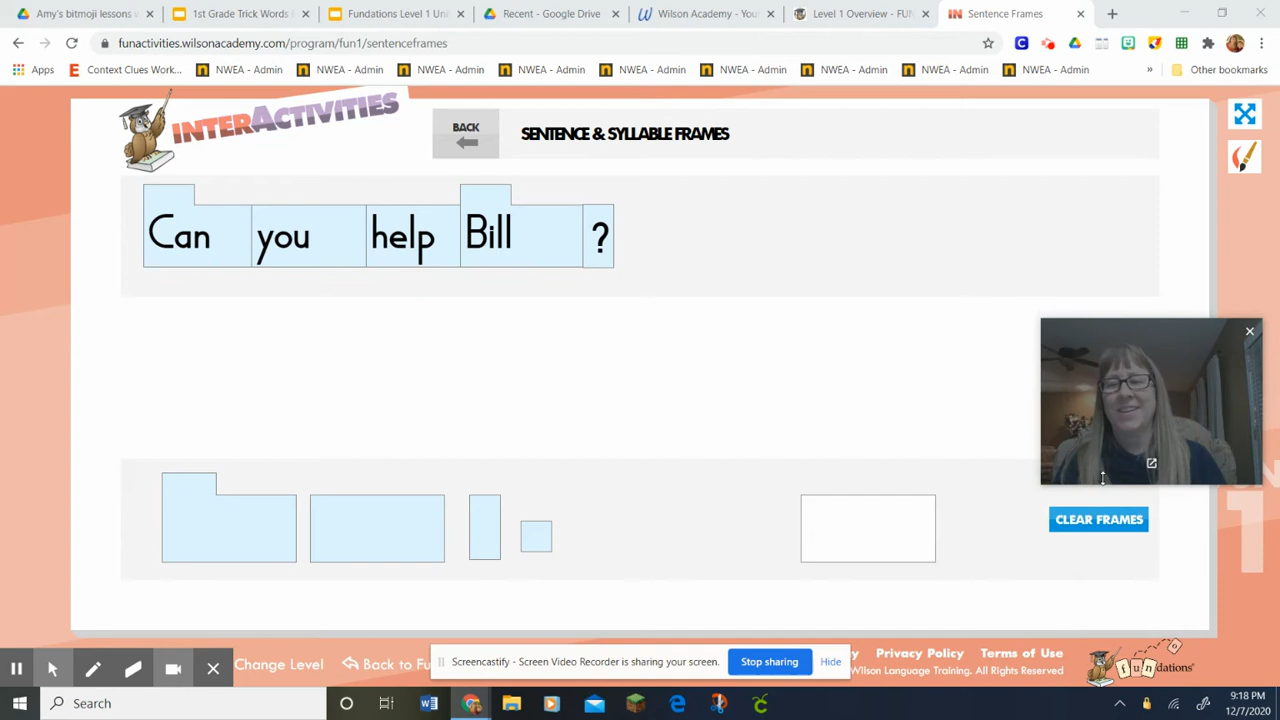 Amy's bitmoji lessons v
1st Grade Trick Words f
Fundations Level 1 Uni
Recent - Google Drive
Wilson Academy - You
Level 1 Overview - FUN
Sentence Frames
funactivities.wilsonacademy.com/program/fun1/sentenceframes
Apps
Context Clues Work...
NWEA - Admin
NWEA - Admin
NWEA - Admin
NWEA - Admin
NWEA - Admin
NWEA - Admin
NWEA - Admin
NWEA - Admin
NWEA - Admin
»
Other bookmarks
INTERACTIVITIES
BACK
SENTENCE & SYLLABLE FRAMES
Can you help Bill ?
CLEAR FRAMES
1
Change Level
Back to Fu
Screencastify - Screen Video Recorder is sharing your screen.
Stop sharing
Hide
y
Privacy Policy
Terms of Use
Wilson Language Training. All Rights Reserved
fundations
Search
9:18 PM
12/7/2020